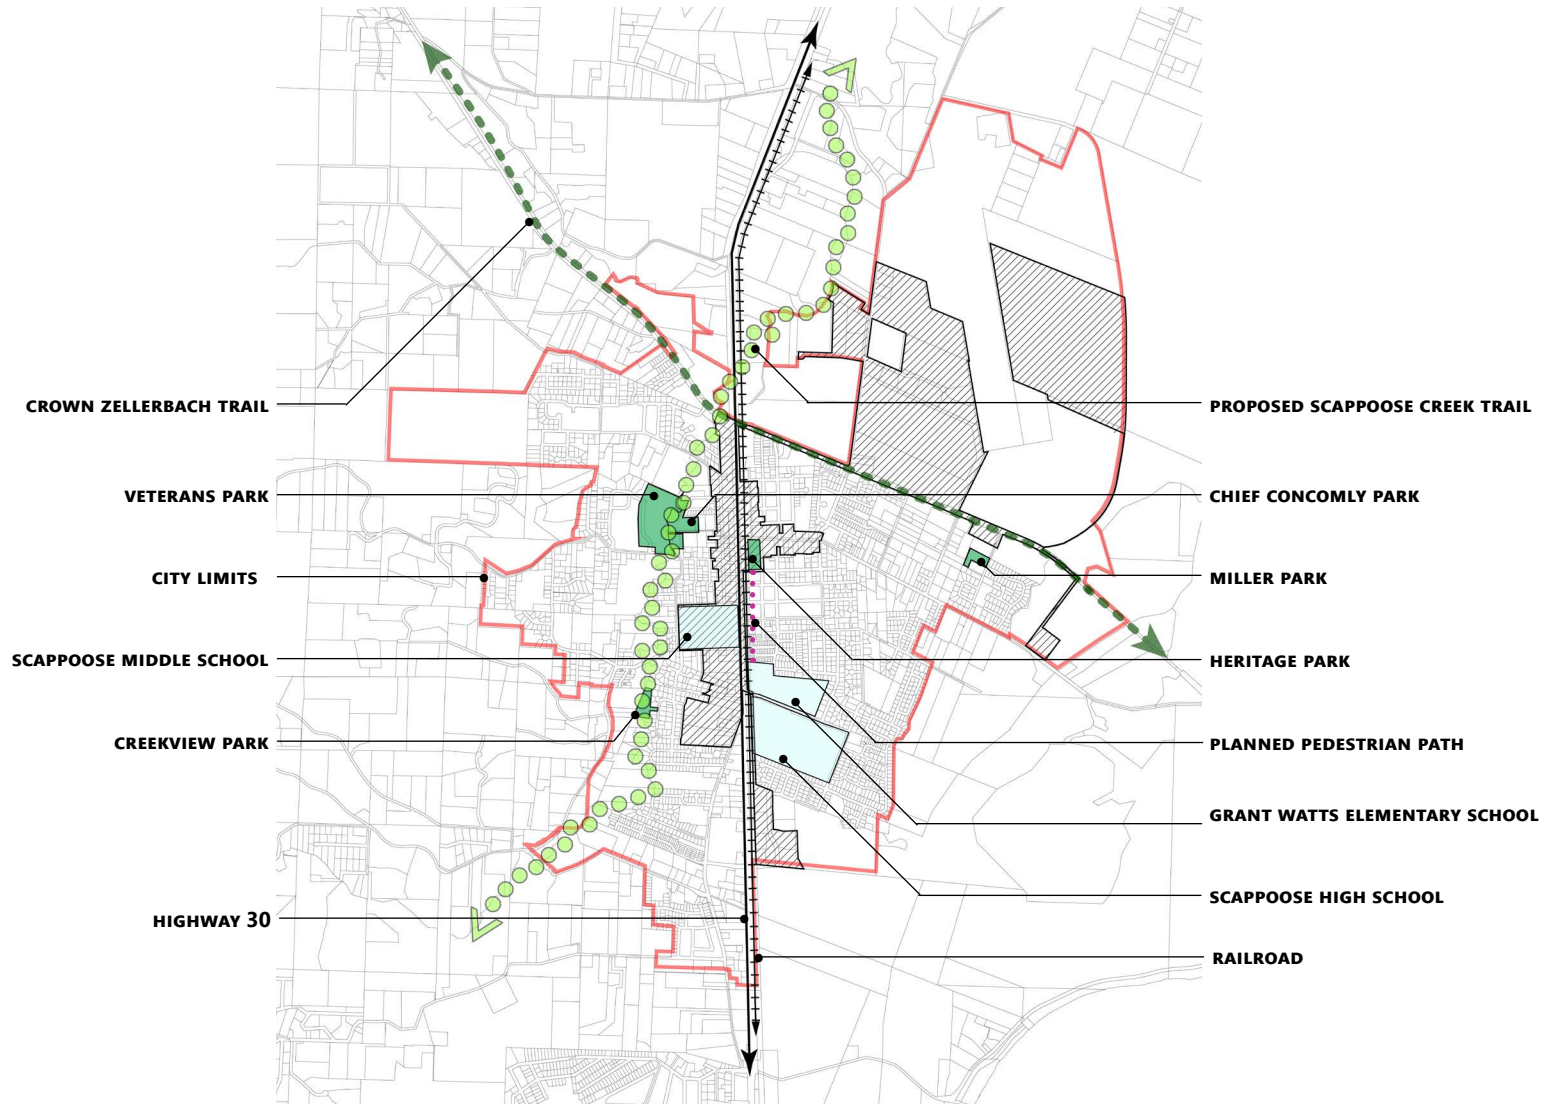 CROWN ZELLERBACH TRAIL
PROPOSED SCAPPOOSE CREEK TRAIL
VETERANS PARK
CHIEF CONCOMLY PARK
CITY LIMITS
MILLER PARK
SCAPPOOSE MIDDLE SCHOOL
HERITAGE PARK
CREEKVIEW PARK
PLANNED PEDESTRIAN PATH
GRANT WATTS ELEMENTARY SCHOOL
SCAPPOOSE HIGH SCHOOL
HIGHWAY 30
RAILROAD